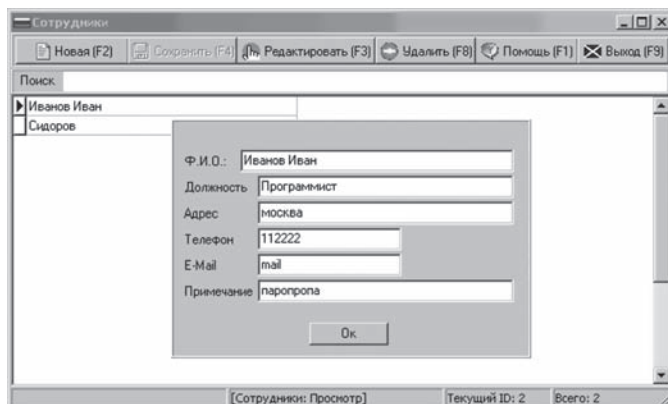 Сотрудники
Новая (F2) Сохранить (F4) Редактировать (F3) Удалить (F8) Помощь (F1) Выход (F9)
Поиск
Иванов Иван
Сидоров
Ф.И.О.: Иванов Иван
Должность Программист
Адрес москва
Телефон 112222
E-Mail mail
Примечание паропропа
Ок
[Сотрудники: Просмотр] Текущий ID: 2 Всего: 2